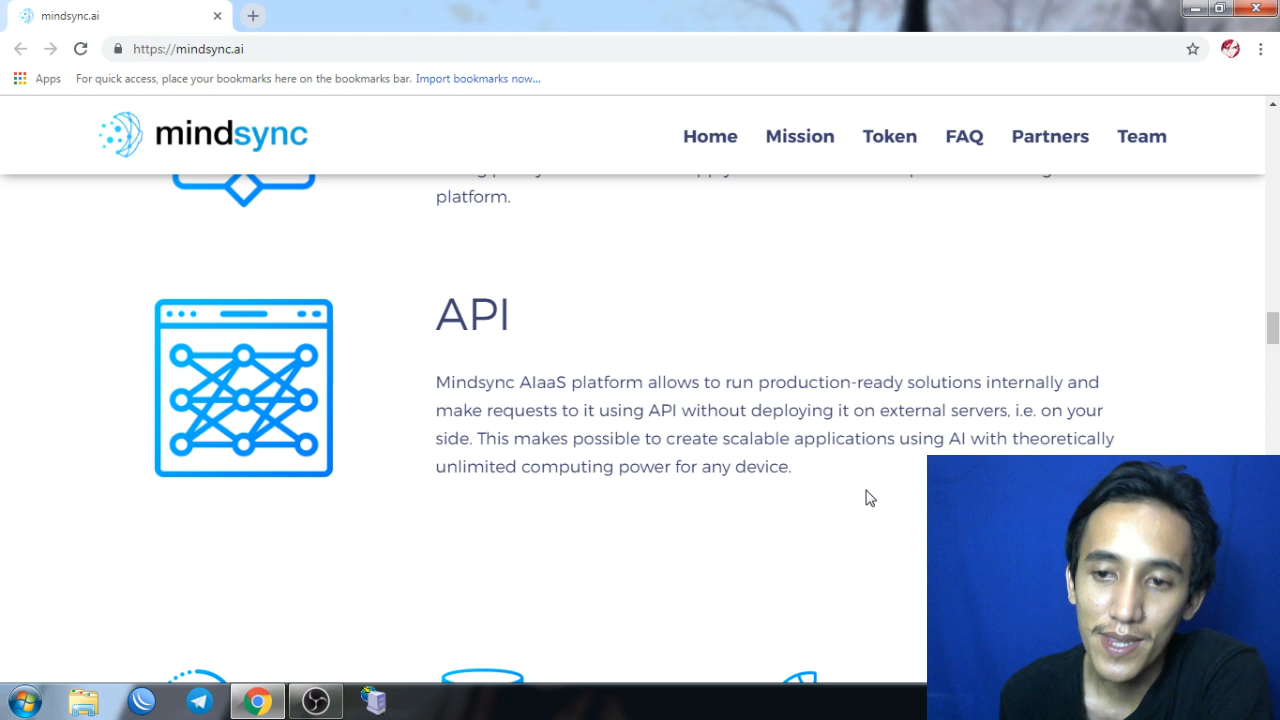 mindsync.ai
https://mindsync.ai
Apps For quick access, place your bookmarks here on the bookmarks bar. Import bookmarks now...
mindsync
Home Mission Token FAQ Partners Team
platform.
API
Mindsync AIaaS platform allows to run production-ready solutions internally and
make requests to it using API without deploying it on external servers, i.e. on your
side. This makes possible to create scalable applications using AI with theoretically
unlimited computing power for any device.